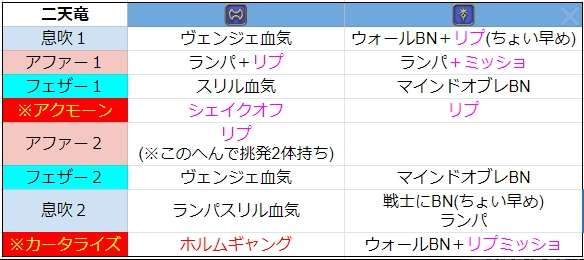 二天竜
息吹１ ヴェンジェ血気 ウォールBN＋リプ(ちょい早め)
アファー１ ランパ＋リプ ランパ＋ミッショ
フェザー１ スリル血気 マインドオブレBN
※アクモーン シェイクオフ リプ
アファー２ リプ
(※このへんで挑発2体持ち)
フェザー２ ヴェンジェ血気 マインドオブレBN
息吹２ ランパスリル血気 戦士にBN(ちょい早め)
ランパ
※カータライズ ホルムギャング ウォールBN＋リプミッショ